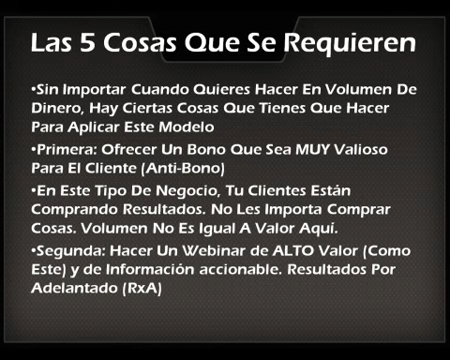 Las 5 Cosas Que Se Requieren
•Sin Importar Cuando Quieres Hacer En Volumen De
Dinero, Hay Ciertas Cosas Que Tienes Que Hacer
Para Aplicar Este Modelo
•Primera: Ofrecer Un Bono Que Sea MUY Valioso
Para El Cliente (Anti-Bono)
•En Este Tipo De Negocio, Tu Clientes Están
Comprando Resultados. No Les Importa Comprar
Cosas. Volumen No Es Igual A Valor Aquí.
•Segunda: Hacer Un Webinar de ALTO Valor (Como
Este) y de Información accionable. Resultados Por
Adelantado (RxA)